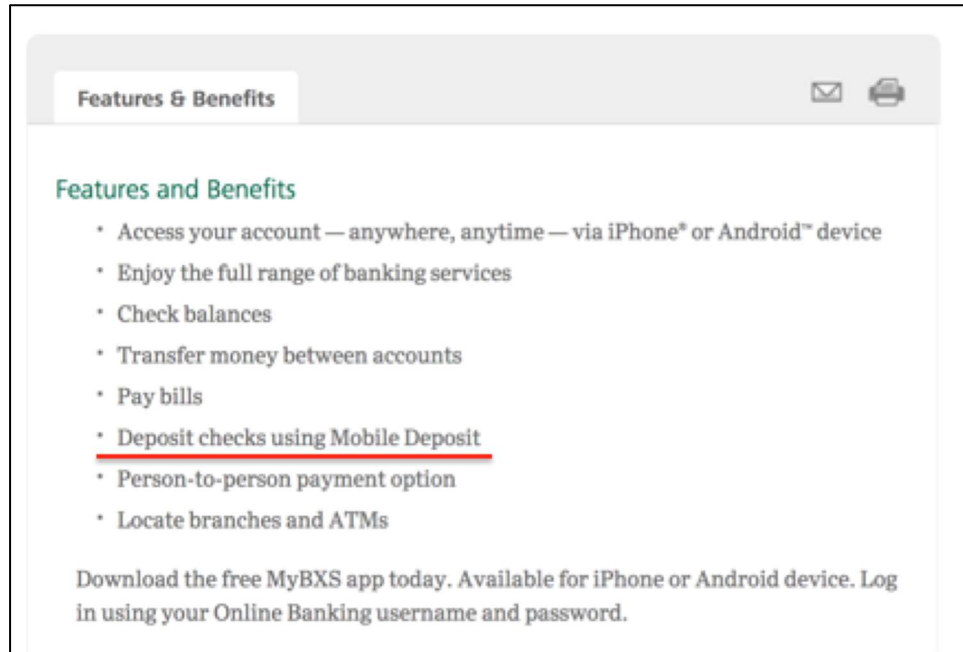 Features & Benefits
Features and Benefits
• Access your account — anywhere, anytime — via iPhone® or Android™ device
• Enjoy the full range of banking services
• Check balances
• Transfer money between accounts
• Pay bills
• Deposit checks using Mobile Deposit
• Person-to-person payment option
• Locate branches and ATMs
Download the free MyBXS app today. Available for iPhone or Android device. Log
in using your Online Banking username and password.